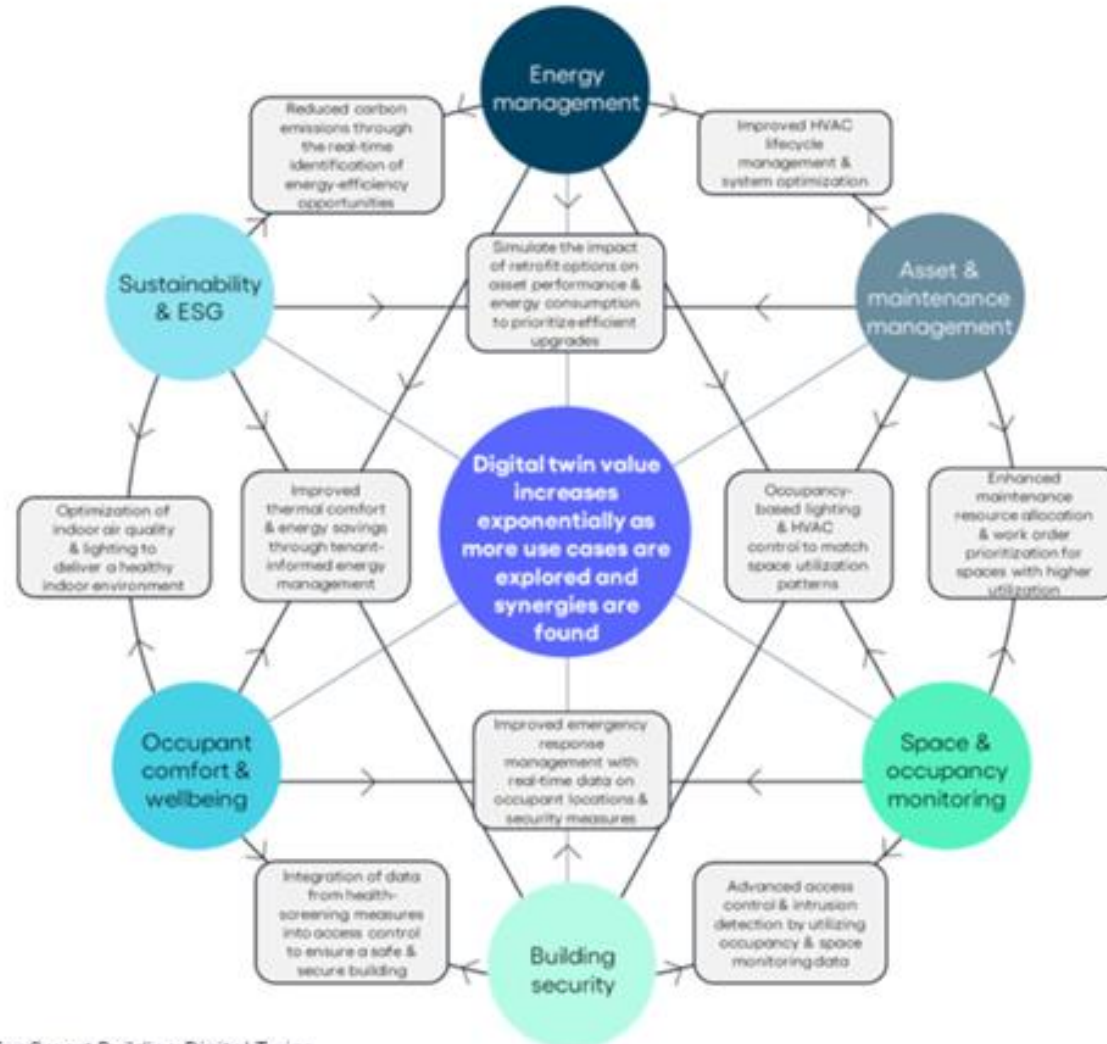 Energy
management
Reduced carbon
emissions through
the real-time
identification of
energy-efficiency
opportunities
Improved HVAC
lifecycle
management &
system optimization
Sustainability
& ESG
Simulate the impact
of retrofit options on
asset performance &
energy consumption
to prioritize efficient
upgrades
Asset &
maintenance
management
Optimization of
indoor air quality
& lighting to
deliver a healthy
indoor environment
Improved
thermal comfort
& energy savings
through tenant-
informed energy
management
Digital twin value
increases
exponentially as
more use cases are
explored and
synergies are
found
Occupancy-
based lighting
& HVAC
control to match
space utilization
patterns
Enhanced
maintenance
resource allocation
& work order
prioritization for
spaces with higher
utilization
Occupant
comfort &
wellbeing
Improved emergency
response
management with
real-time data on
occupant locations &
security measures
Space &
occupancy
monitoring
Integration of data
from health-
screening measures
into access control
to ensure a safe &
secure building
Building
security
Advanced access
control & intrusion
detection by utilizing
occupancy & space
monitoring data